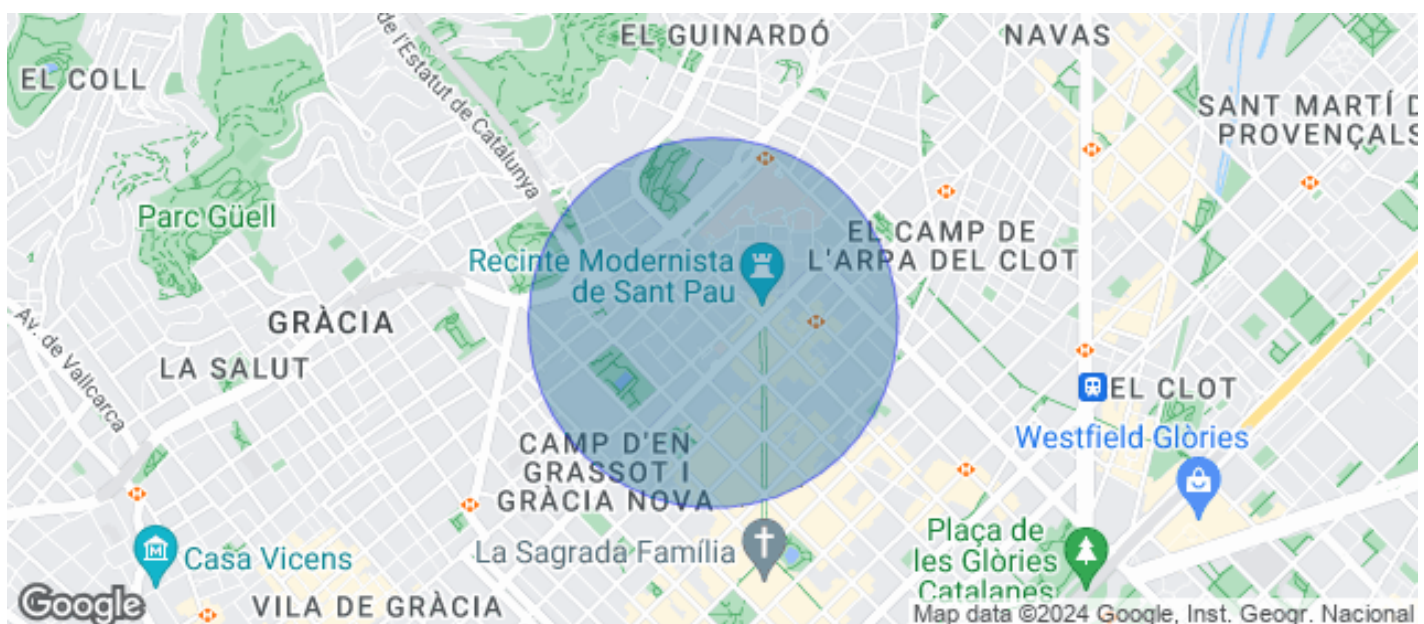 EL GUINARDÓ
NAVAS
EL COLL
de l'Estatut de Catalunya
SANT MARTÍ D
PROVENÇALS
Parc Güell
EL CAMP DE
L'ARPA DEL CLOT
Recinte Modernista
de Sant Pau
GRÀCIA
Av. de Vallcarca
LA SALUT
EL CLOT
Westfield Glòries
CAMP D'EN
GRASSOT I
GRÀCIA NOVA
Casa Vicens
La Sagrada Família
Plaça de
les Glòries
Catalanes
VILA DE GRÀCIA
Google
Map data ©2024 Google, Inst. Geogr. Nacional